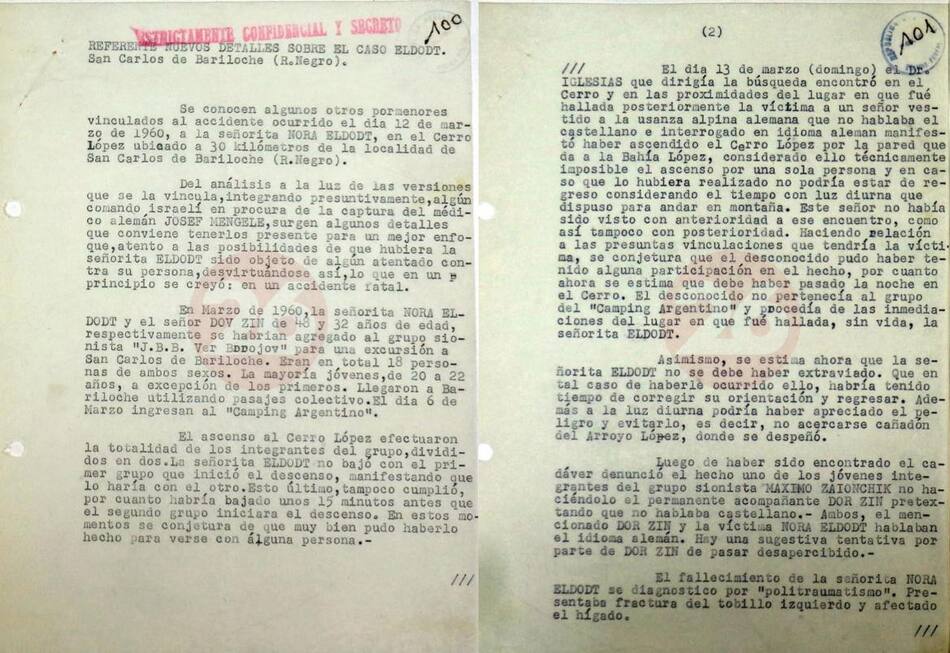 ESTRICTAMENTE CONFIDENCIAL Y SECRETO
100
REFERENTE NUEVOS DETALLES SOBRE EL CASO ELDODT.
San Carlos de Bariloche (R.Negro).
Se conocen algunos otros pormenores
vinculados al accidente ocurrido el dia 12 de mar-
zo de 1960, a la señorita NORA ELDODT, en el Cerro
López ubicado a 30 kilómetros de la localidad de
San Carlos de Bariloche (R.Negro).
Del análisis a la luz de las versiones
que se la vincula,integrando presuntivamente,algún
comando israelí en procura de la captura del médi-
co alemán JOSEF MENGELE,surgen algunos detalles
que conviene tenerlos presente para un mejor enfo-
que,atento a las posibilidades de que hubiera la
señorita ELDODT sido objeto de algún atentado con-
tra su persona,desvirtuándose así,lo que en un p
principio se creyó: en un accidente fatal.
En Marzo de 1960,la señorita NORA EL-
DODT y el señor DOV ZIN de 48 y 32 años de edad,
respectivamente se habrían agregado al grupo sio-
nista "J.B.B. Ver Bbrojov" para una excursión a
San Carlos de Bariloche. Eran en total 18 perso-
nas de ambos sexos. La mayoría jóvenes,de 20 a 22
años, a excepción de los primeros. Llegaron a Ba-
riloche utilizando pasajes colectivo.El dia 6 de
Marzo ingresan al "Camping Argentino".
El ascenso al Cerro López efectuaron
la totalidad de los integrantes del grupo,dividi-
dos en dos.La señorita ELDODT no bajó con el pri-
mer grupo que inició el descenso, manifestando que
lo haría con el otro.Esto último,tampoco cumplió,
por cuanto habría bajado unos 15 minutos antes que
el segundo grupo iniciara el descenso. En estos mo-
mentos se conjetura de que muy bien pudo haberlo
hecho para verse con álguna persona.-
///
(2)
101
/// El dia 13 de marzo (domingo) el Dr.
IGLESIAS que dirigía la búsqueda encontró en el
Cerro y en las proximidades del lugar en que fué
hallada posteriormente la víctima a un señor ves-
tido a la usanza alpina alemana que no hablaba el
castellano e interrogado en idioma aleman manifes-
tó haber ascendido el Cerro López por la pared que
da a la Bahía López, considerado ello técnicamente
imposible el ascenso por una sola persona y en ca-
so que lo hubiera realizado no podría estar de re-
greso considerando el tiempo con luz diurna que
dispuso para andar en montaña. Este señor no había
sido visto con anterioridad a ese encuentro, como
así tampoco con posterioridad. Haciendo relación
a las presuntas vinculaciones que tendría la vícti-
ma, se conjetura que el desconocido pudo haber te-
nido alguna participación en el hecho, por cuanto
ahora se estima que debe haber pasado la noche en
el Cerro. El desconocido no pertenecía al grupo
del "Camping Argentino" y procedía de las inmedia-
ciones del lugar en que fué hallada, sin vida, la
señorita ELDODT.
Asimismo, se estima ahora que la se-
ñorita ELDODT no se debe haber extraviado. Que en
tal caso de haberle ocurrido ello, habría tenido
tiempo de corregir su orientación y regresar. Ade-
más a la luz diurna podría haber apreciado el pe-
ligro y evitarlo, es decir, no acercarse cañadón
del Arroyo López, donde se despeñó.
Luego de haber sido encontrado el ca-
dáver denunció el hecho uno de los jóvenes inte-
grantes del grupo sionista MAXIMO ZAIONCHIK no ha-
ciéndolo el permanente acompañante DOR ZIN pretex-
tando que no hablaba castellano.- Ambos, el men-
cionado DOR ZIN y la víctima NORA ELDODT hablaban
el idioma alemán. Hay una sugestiva tentativa por
parte de DOR ZIN de pasar desapercibido.-
El fallecimiento de la señorita NORA
ELDODT se diagnostico por "politraumatismo". Pre-
sentaba fractura del tobillo izquierdo y afectado
el hígado.
///